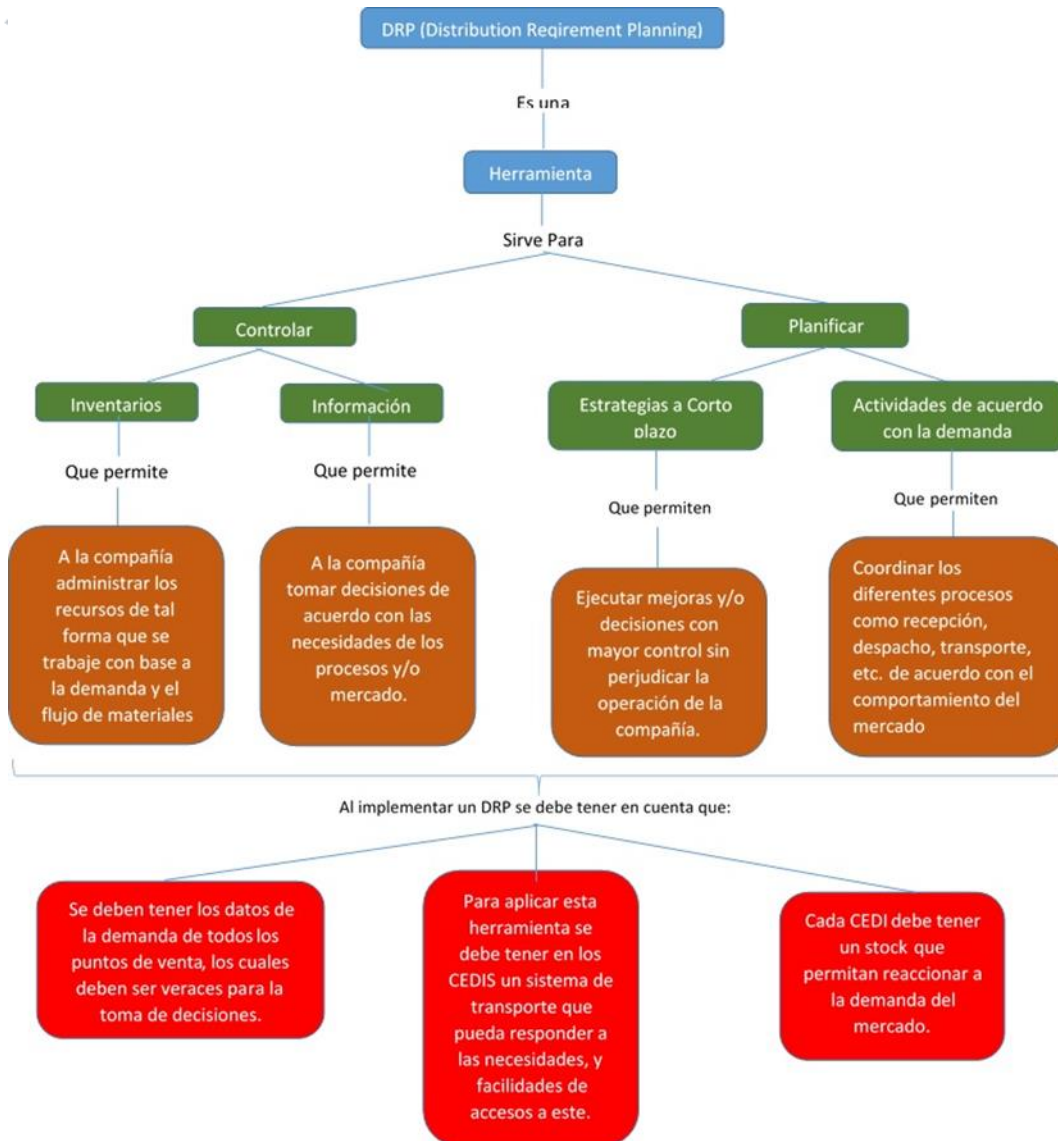 DRP (Distribution Reqirement Planning)
Es una
Herramienta
Sirve Para
Controlar
Planificar
Inventarios
Información
Estrategias a Corto
plazo
Actividades de acuerdo
con la demanda
Que permite
Que permite
Que permiten
Que permiten
A la compañía
administrar los
recursos de tal
forma que se
trabaje con base a
la demanda y el
flujo de materiales
A la compañía
tomar decisiones de
acuerdo con las
necesidades de los
procesos y/o
mercado.
Ejecutar mejoras y/o
decisiones con
mayor control sin
perjudicar la
operación de la
compañía.
Coordinar los
diferentes procesos
como recepción,
despacho, transporte,
etc. de acuerdo con el
comportamiento del
mercado
Al implementar un DRP se debe tener en cuenta que:
Se deben tener los datos de
la demanda de todos los
puntos de venta, los cuales
deben ser veraces para la
toma de decisiones.
Para aplicar esta
herramienta se
debe tener en los
CEDIS un sistema de
transporte que
pueda responder a
las necesidades, y
facilidades de
accesos a este.
Cada CEDI debe tener
un stock que
permitan reaccionar a
la demanda del
mercado.